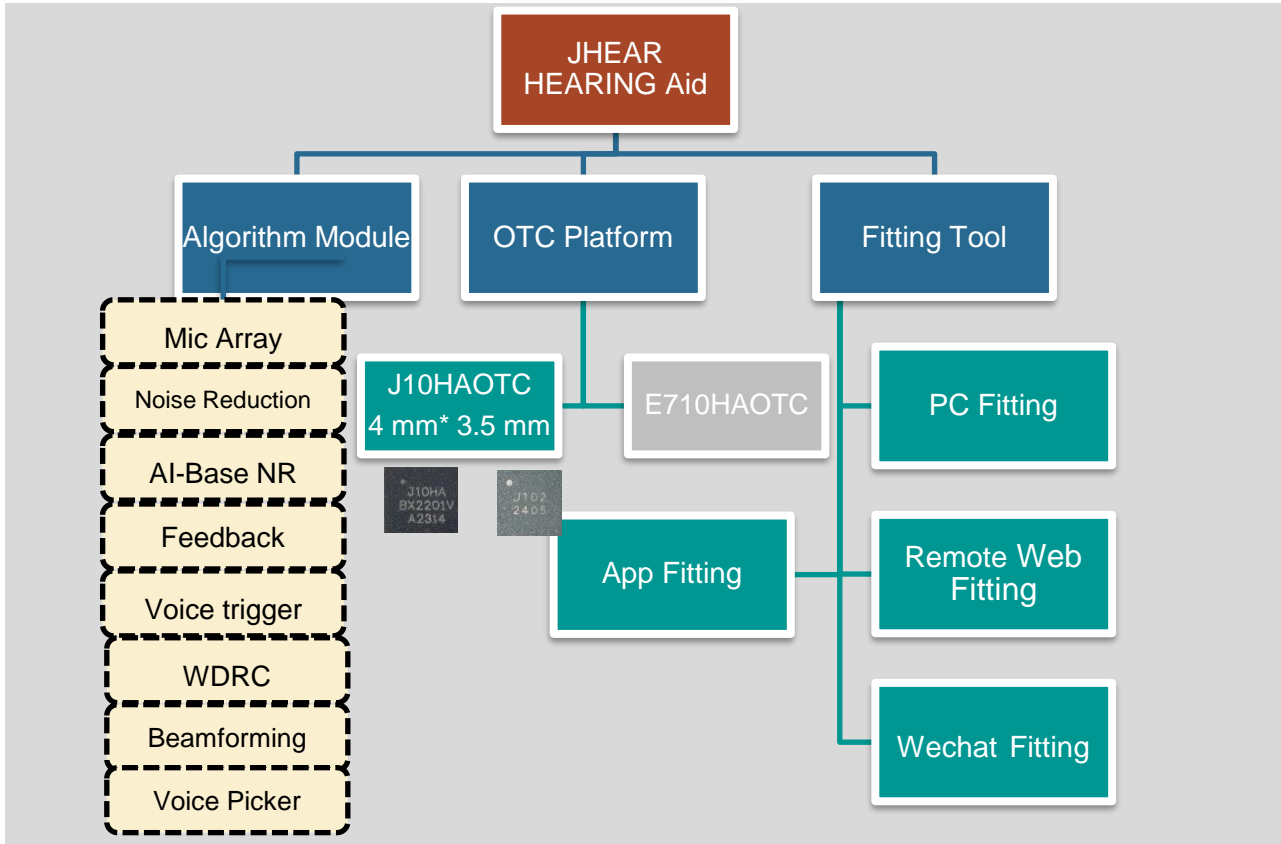 JHEAR
HEARING Aid
Algorithm Module
OTC Platform
Fitting Tool
Mic Array
Noise Reduction
AI-Base NR
Feedback
Voice trigger
WDRC
Beamforming
Voice Picker
J10HAOTC
4 mm* 3.5 mm
E710HAOTC
J10HA
BX2201V
A2314
J102
2405
App Fitting
PC Fitting
Remote Web
Fitting
Wechat Fitting